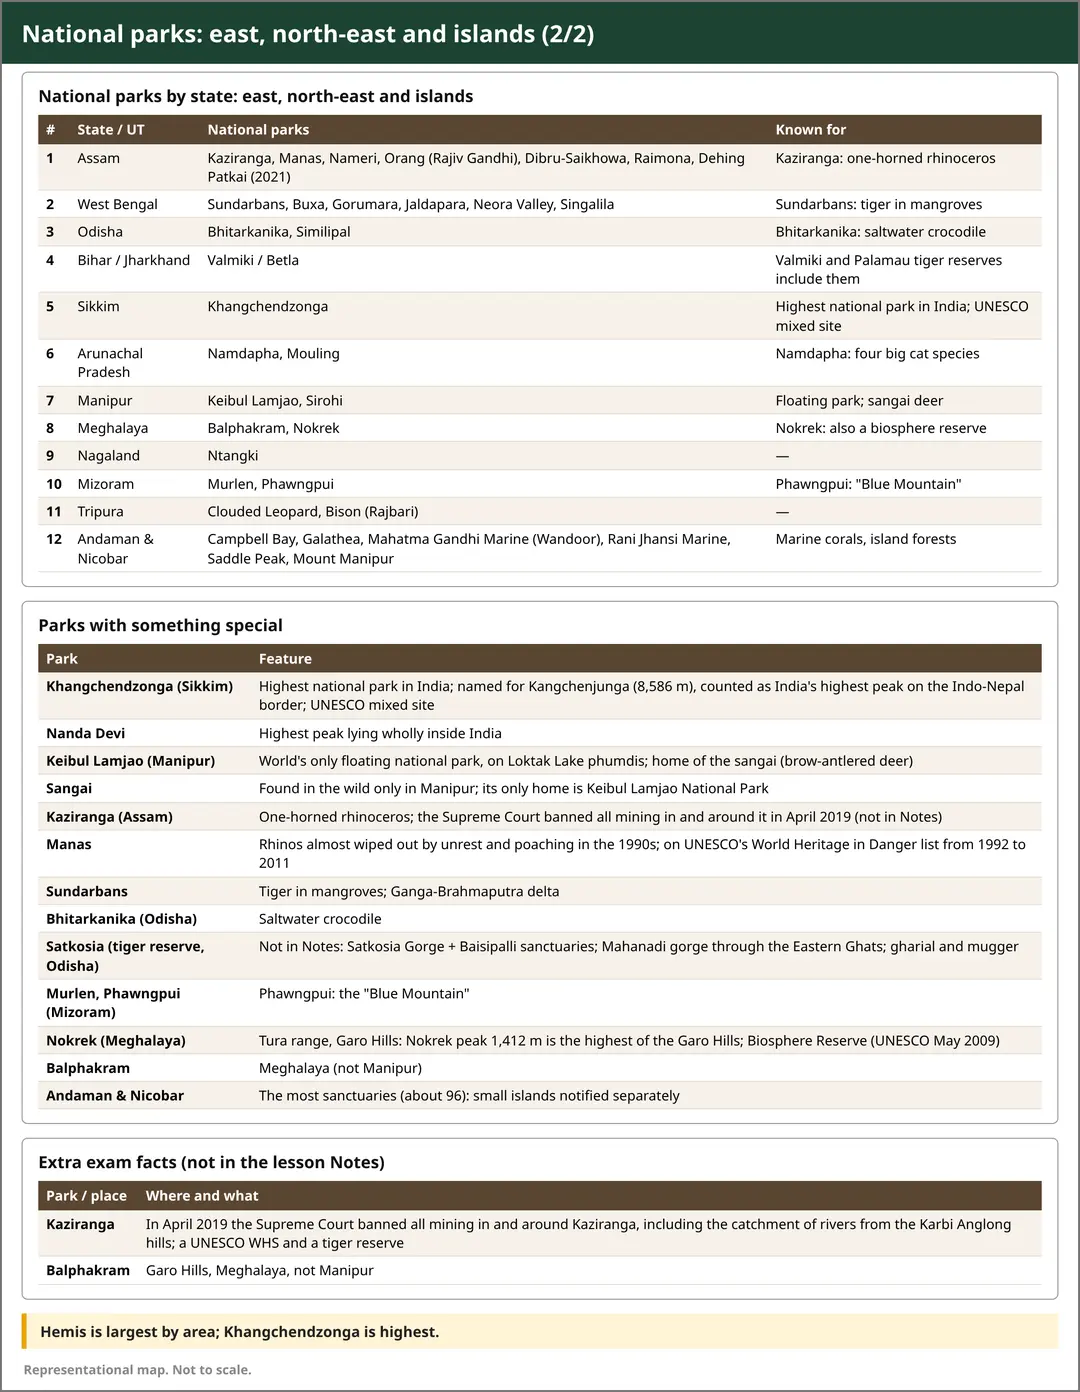 National parks: east, north-east and islands (2/2)
National parks by state: east, north-east and islands
# State / UT National parks Known for
1 Assam Kaziranga, Manas, Nameri, Orang (Rajiv Gandhi), Dibru-Saikhowa, Raimona, Dehing Patkai (2021) Kaziranga: one-horned rhinoceros
2 West Bengal Sundarbans, Buxa, Gorumara, Jaldapara, Neora Valley, Singalila Sundarbans: tiger in mangroves
3 Odisha Bhitarkanika, Similipal Bhitarkanika: saltwater crocodile
4 Bihar / Jharkhand Valmiki / Betla Valmiki and Palamau tiger reserves include them
5 Sikkim Khangchendzonga Highest national park in India; UNESCO mixed site
6 Arunachal Pradesh Namdapha, Mouling Namdapha: four big cat species
7 Manipur Keibul Lamjao, Sirohi Floating park; sangai deer
8 Meghalaya Balphakram, Nokrek Nokrek: also a biosphere reserve
9 Nagaland Ntangki —
10 Mizoram Murlen, Phawngpui Phawngpui: "Blue Mountain"
11 Tripura Clouded Leopard, Bison (Rajbari) —
12 Andaman & Nicobar Campbell Bay, Galathea, Mahatma Gandhi Marine (Wandoor), Rani Jhansi Marine, Saddle Peak, Mount Manipur Marine corals, island forests
Parks with something special
Park Feature
Khangchendzonga (Sikkim) Highest national park in India; named for Kangchenjunga (8,586 m), counted as India's highest peak on the Indo-Nepal border; UNESCO mixed site
Nanda Devi Highest peak lying wholly inside India
Keibul Lamjao (Manipur) World's only floating national park, on Loktak Lake phumdis; home of the sangai (brow-antlered deer)
Sangai Found in the wild only in Manipur; its only home is Keibul Lamjao National Park
Kaziranga (Assam) One-horned rhinoceros; the Supreme Court banned all mining in and around it in April 2019 (not in Notes)
Manas Rhinos almost wiped out by unrest and poaching in the 1990s; on UNESCO's World Heritage in Danger list from 1992 to 2011
Sundarbans Tiger in mangroves; Ganga-Brahmaputra delta
Bhitarkanika (Odisha) Saltwater crocodile
Satkosia (tiger reserve, Odisha) Not in Notes: Satkosia Gorge + Baisipalli sanctuaries; Mahanadi gorge through the Eastern Ghats; gharial and mugger
Murlen, Phawngpui (Mizoram) Phawngpui: the "Blue Mountain"
Nokrek (Meghalaya) Tura range, Garo Hills: Nokrek peak 1,412 m is the highest of the Garo Hills; Biosphere Reserve (UNESCO May 2009)
Balphakram Meghalaya (not Manipur)
Andaman & Nicobar The most sanctuaries (about 96): small islands notified separately
Extra exam facts (not in the lesson Notes)
Park / place Where and what
Kaziranga In April 2019 the Supreme Court banned all mining in and around Kaziranga, including the catchment of rivers from the Karbi Anglong hills; a UNESCO WHS and a tiger reserve
Balphakram Garo Hills, Meghalaya, not Manipur
Hemis is largest by area; Khangchendzonga is highest.
Representational map. Not to scale.